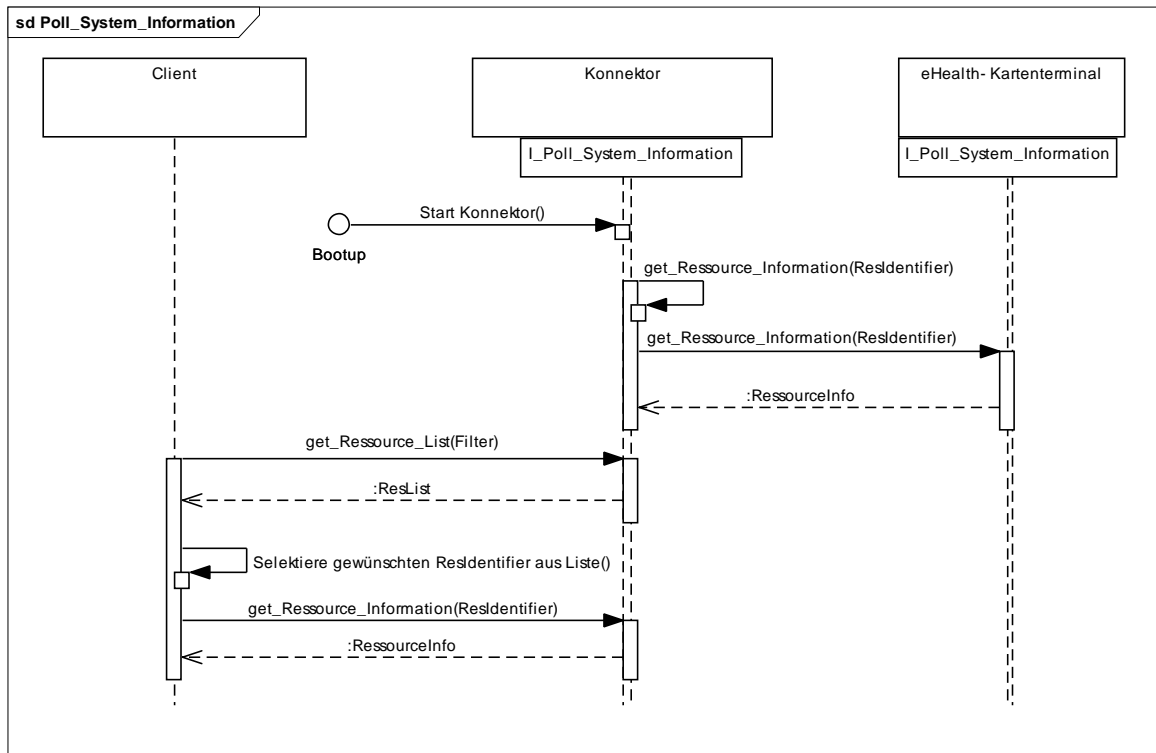 sd Poll_System_Information
Client
Konnektor
eHealth- Kartenterminal
I_Poll_System_Information
I_Poll_System_Information
Start Konnektor()
Bootup
get_Ressource_Information(ResIdentifier)
get_Ressource_Information(ResIdentifier)
:RessourceInfo
get_Ressource_List(Filter)
:ResList
Selektiere gewünschten ResIdentifier aus Liste()
get_Ressource_Information(ResIdentifier)
:RessourceInfo